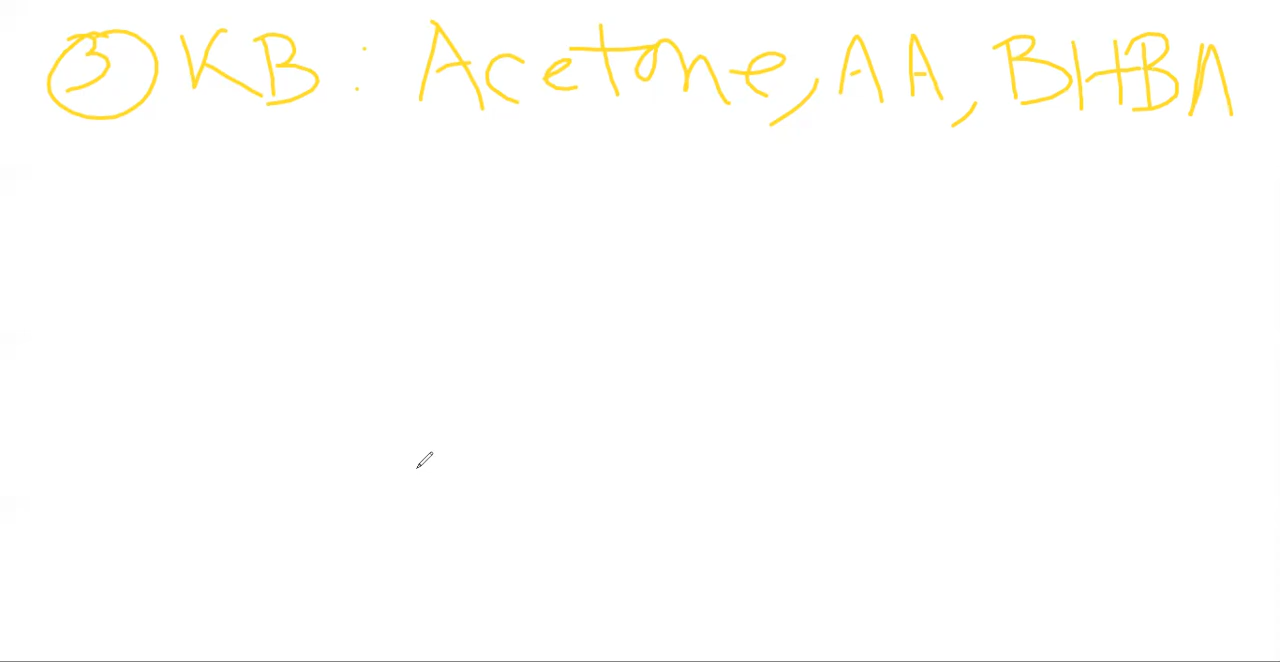 ③ KB : Acetone, AA, BHBA